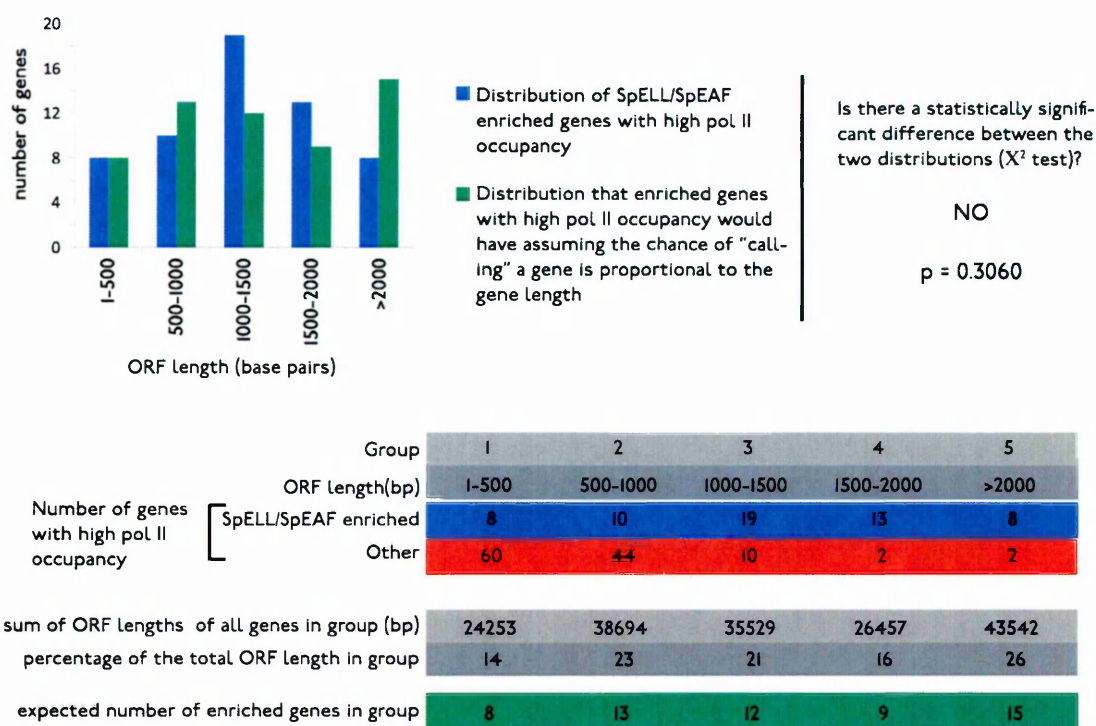 20
16
12
8
4
0
number of genes
1-500
500-1000
1000-1500
1500-2000
>2000
ORF length (base pairs)
Distribution of SpELL/SpEAF
enriched genes with high pol II
occupancy
Distribution that enriched genes
with high pol II occupancy would
have assuming the chance of "call-
ing" a gene is proportional to the
gene length
Is there a statistically signifi-
cant difference between the
two distributions (X² test)?
NO
p = 0.3060
Group 1 2 3 4 5
ORF length(bp) 1-500 500-1000 1000-1500 1500-2000 >2000
Number of genes
with high pol II
occupancy
SpELL/SpEAF enriched 8 10 19 13 8
Other 60 44 10 2 2
sum of ORF lengths of all genes in group (bp) 24253 38694 35529 26457 43542
percentage of the total ORF length in group 14 23 21 16 26
expected number of enriched genes in group 8 13 12 9 15